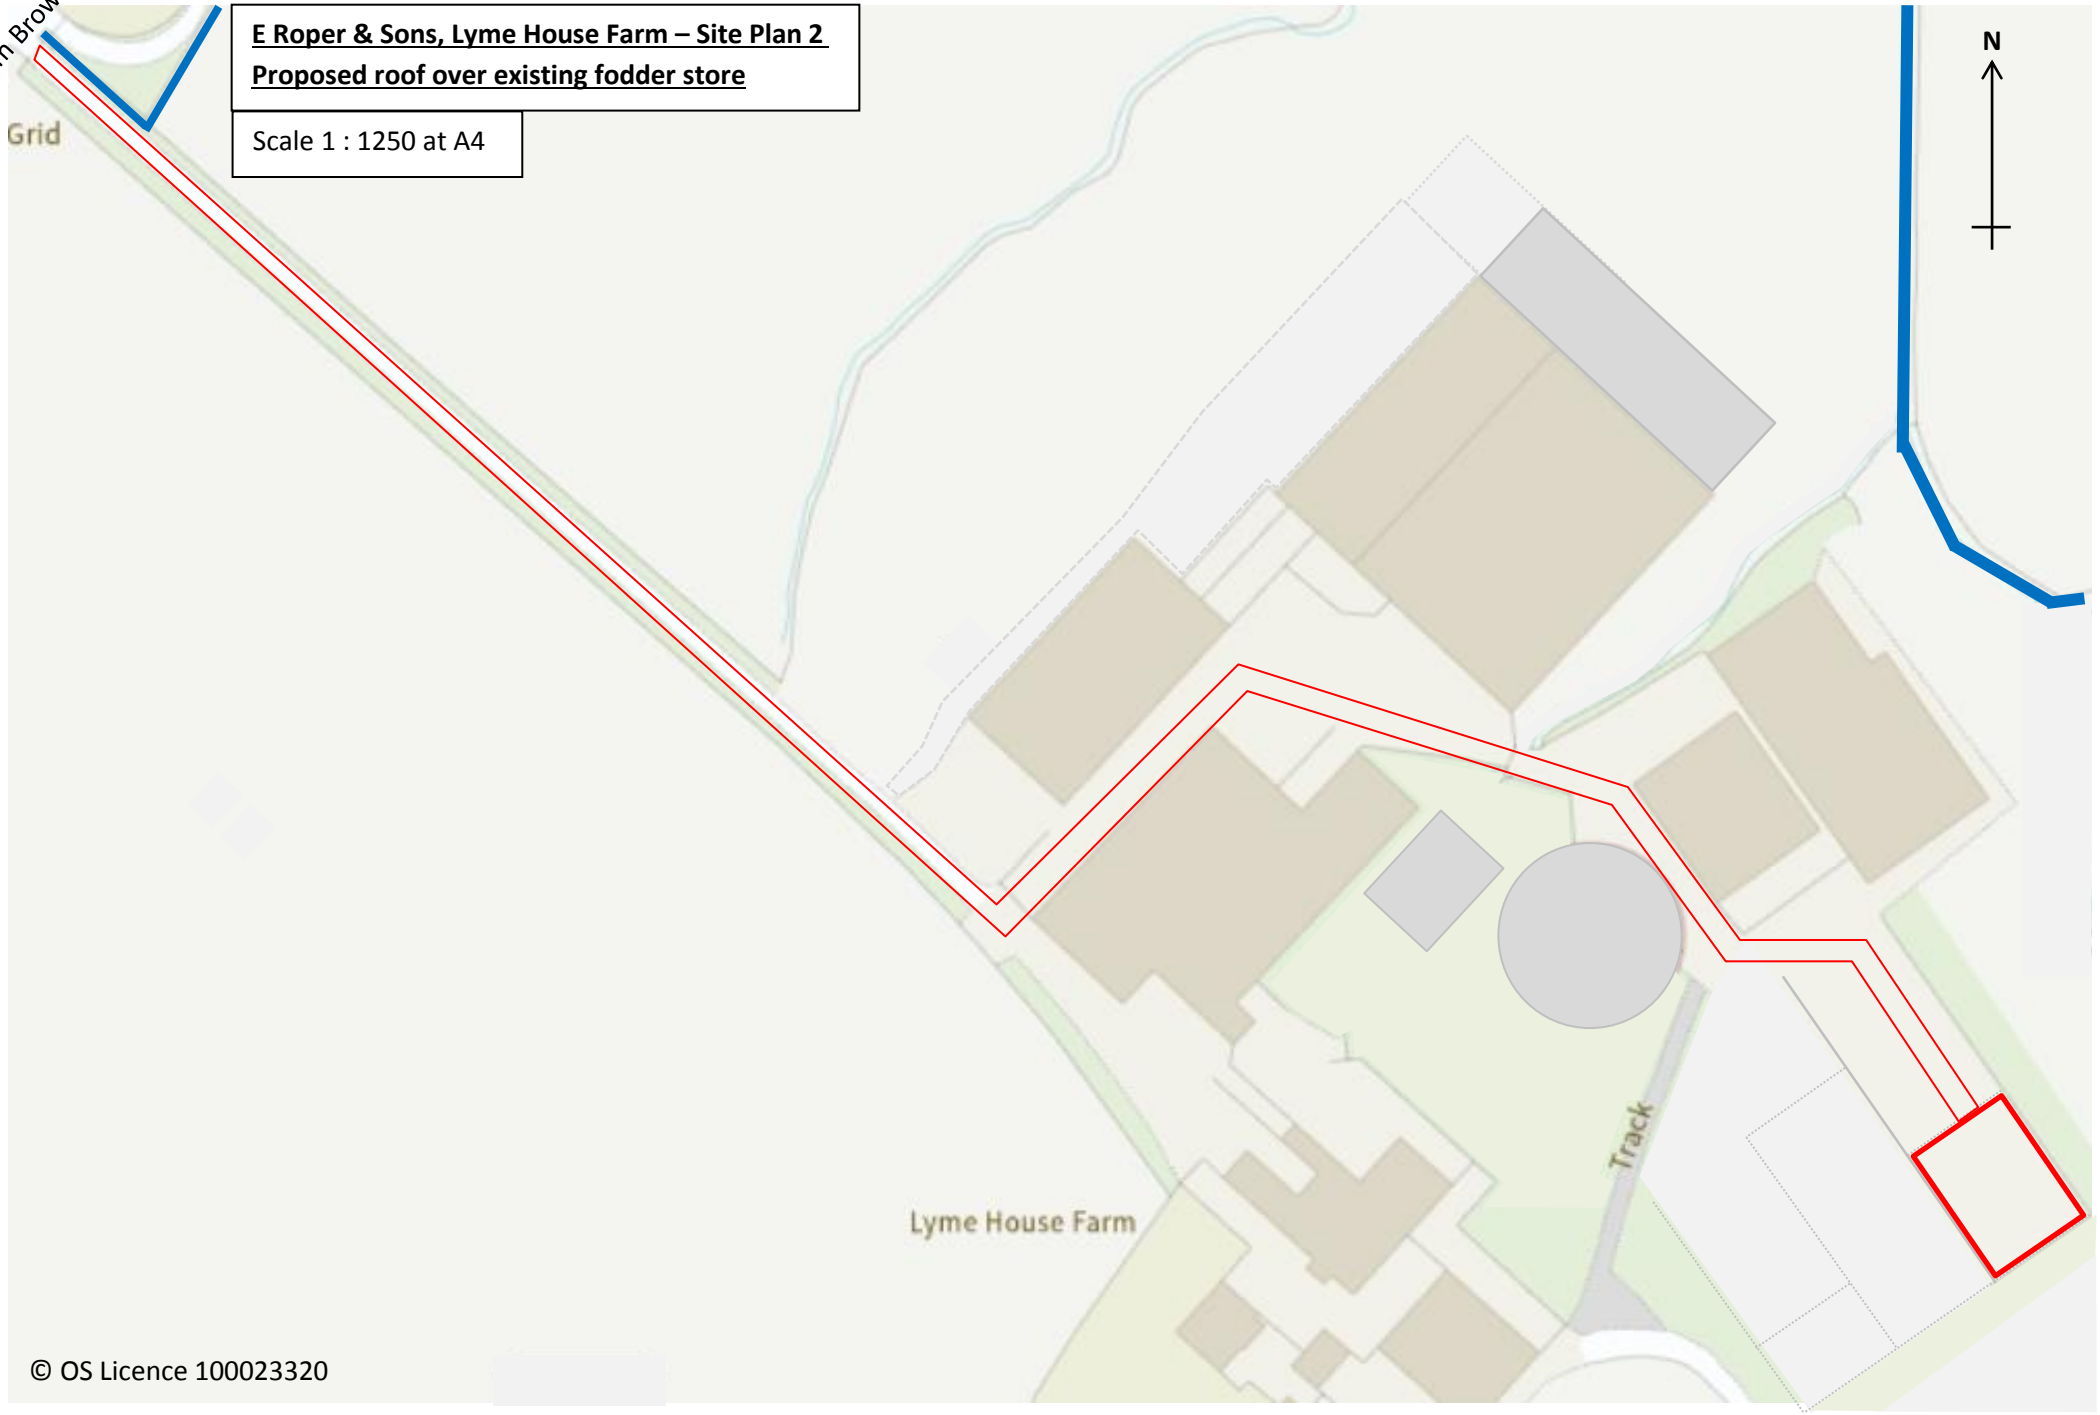 E Roper & Sons, Lyme House Farm – Site Plan 2
Proposed roof over existing fodder store
Scale 1 : 1250 at A4
N
Grid
Track
Lyme House Farm
© OS Licence 100023320